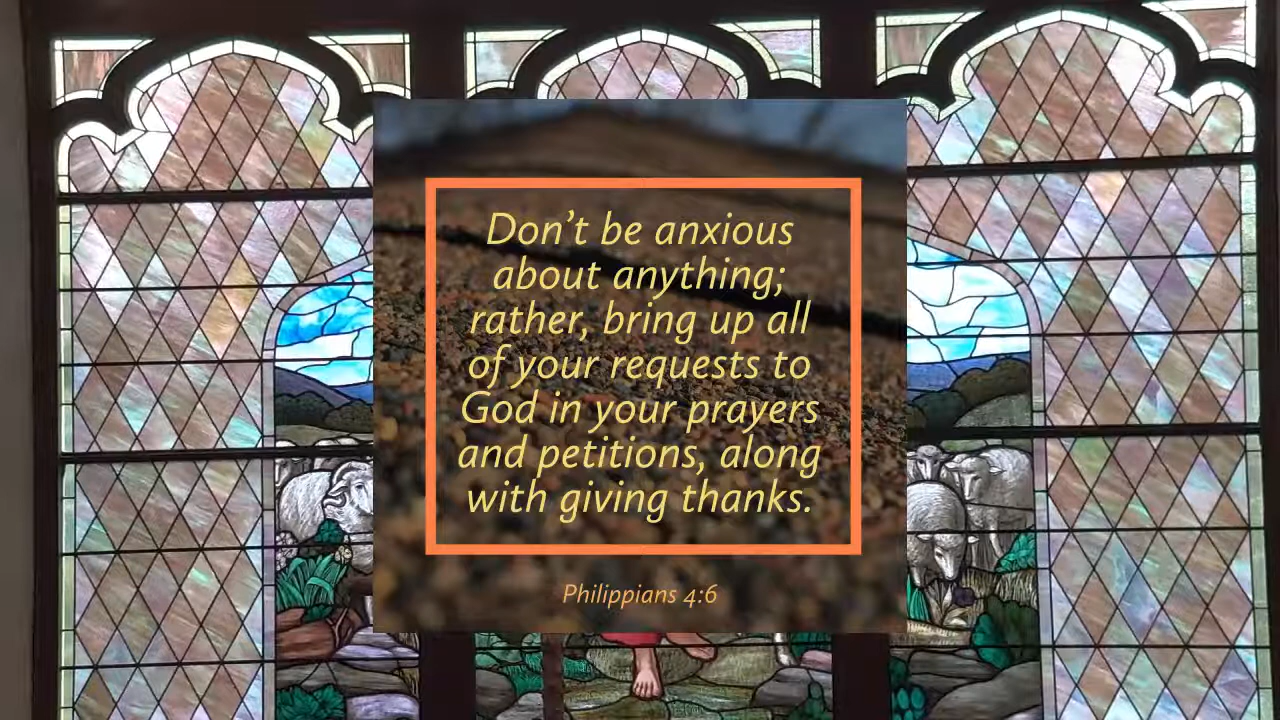 Don’t be anxious
about anything;
rather, bring up all
of your requests to
God in your prayers
and petitions, along
with giving thanks.
Philippians 4:6